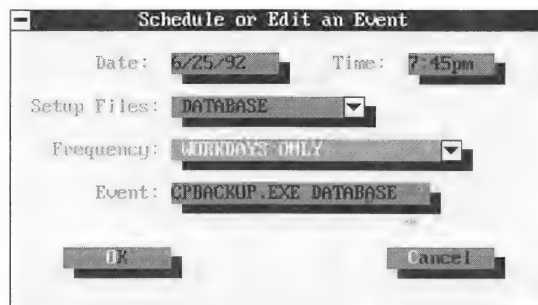 Schedule or Edit an Event
Date: 6/25/92 Time: 7:45pm
Setup Files: DATABASE
Frequency: WORKDAYS ONLY
Event: CPBACKUP.EXE DATABASE
OK Cancel